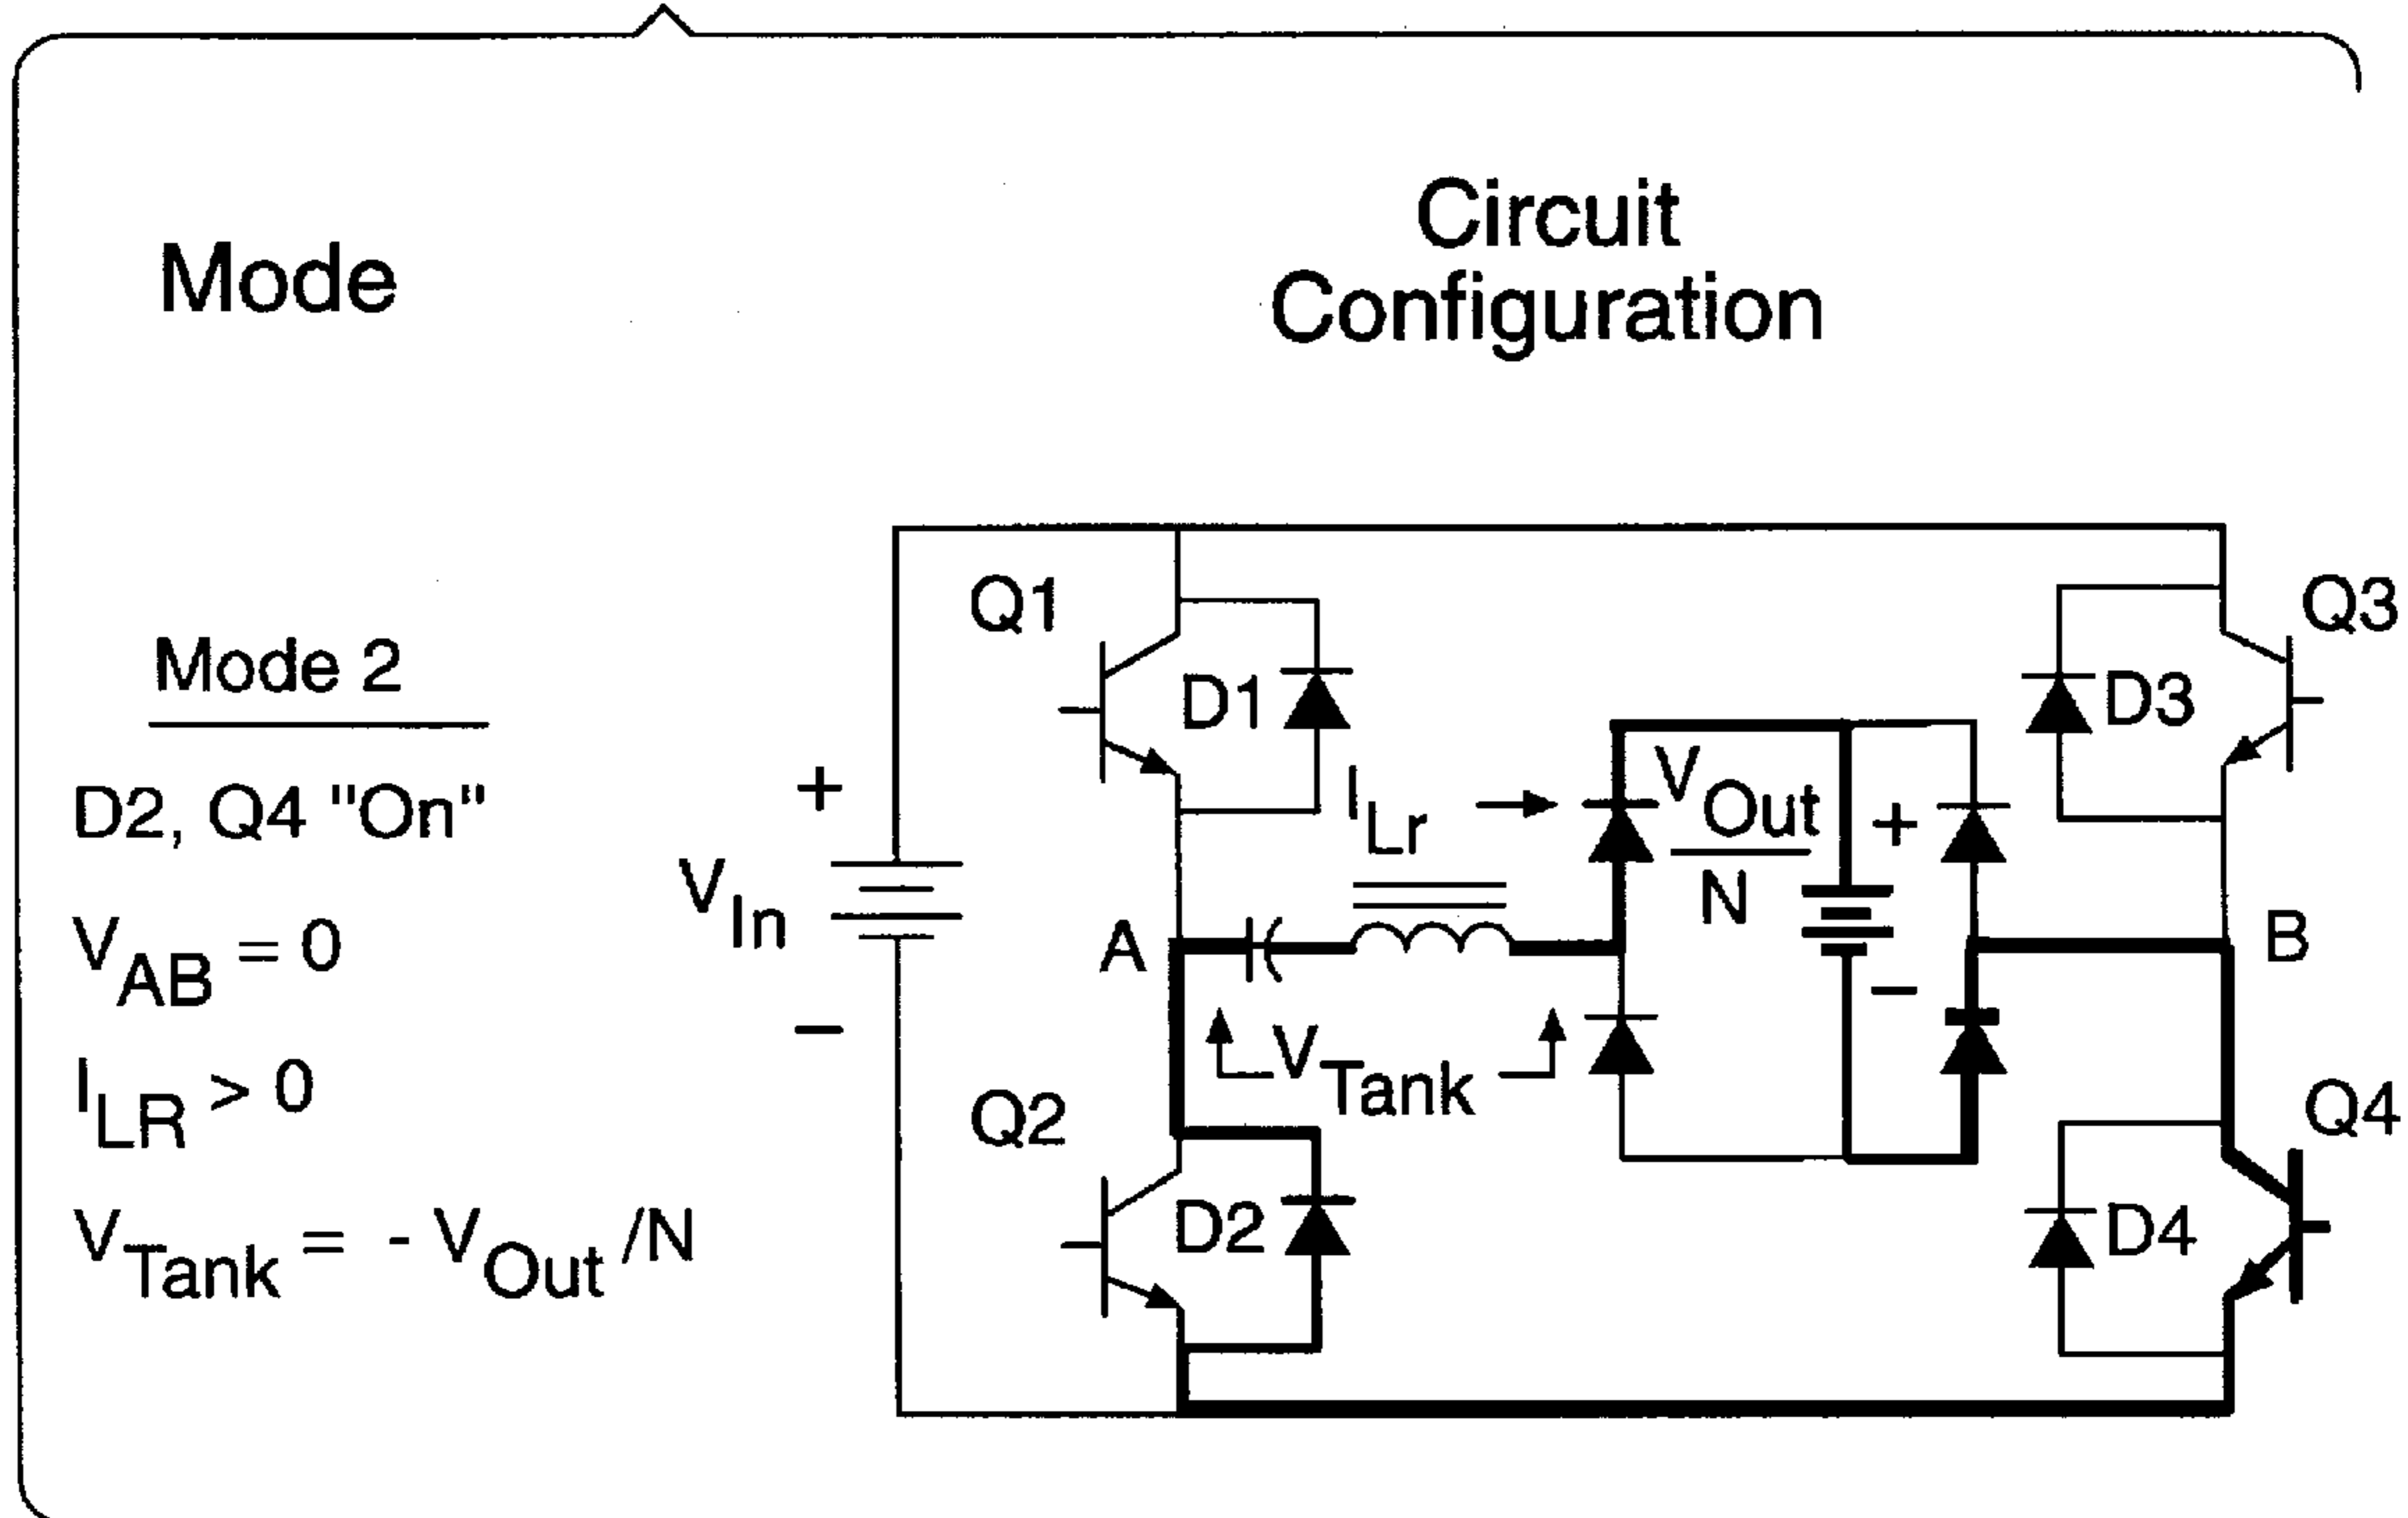 Mode
Circuit
Configuration
Mode 2
D2, Q4 "On"
V_AB = 0
I_LR > 0
V_Tank = - V_Out /N
V_In
+
−
Q1
D1
Q3
D3
I_Lr
V_Out
N
+
−
A
B
V_Tank
Q2
D2
Q4
D4